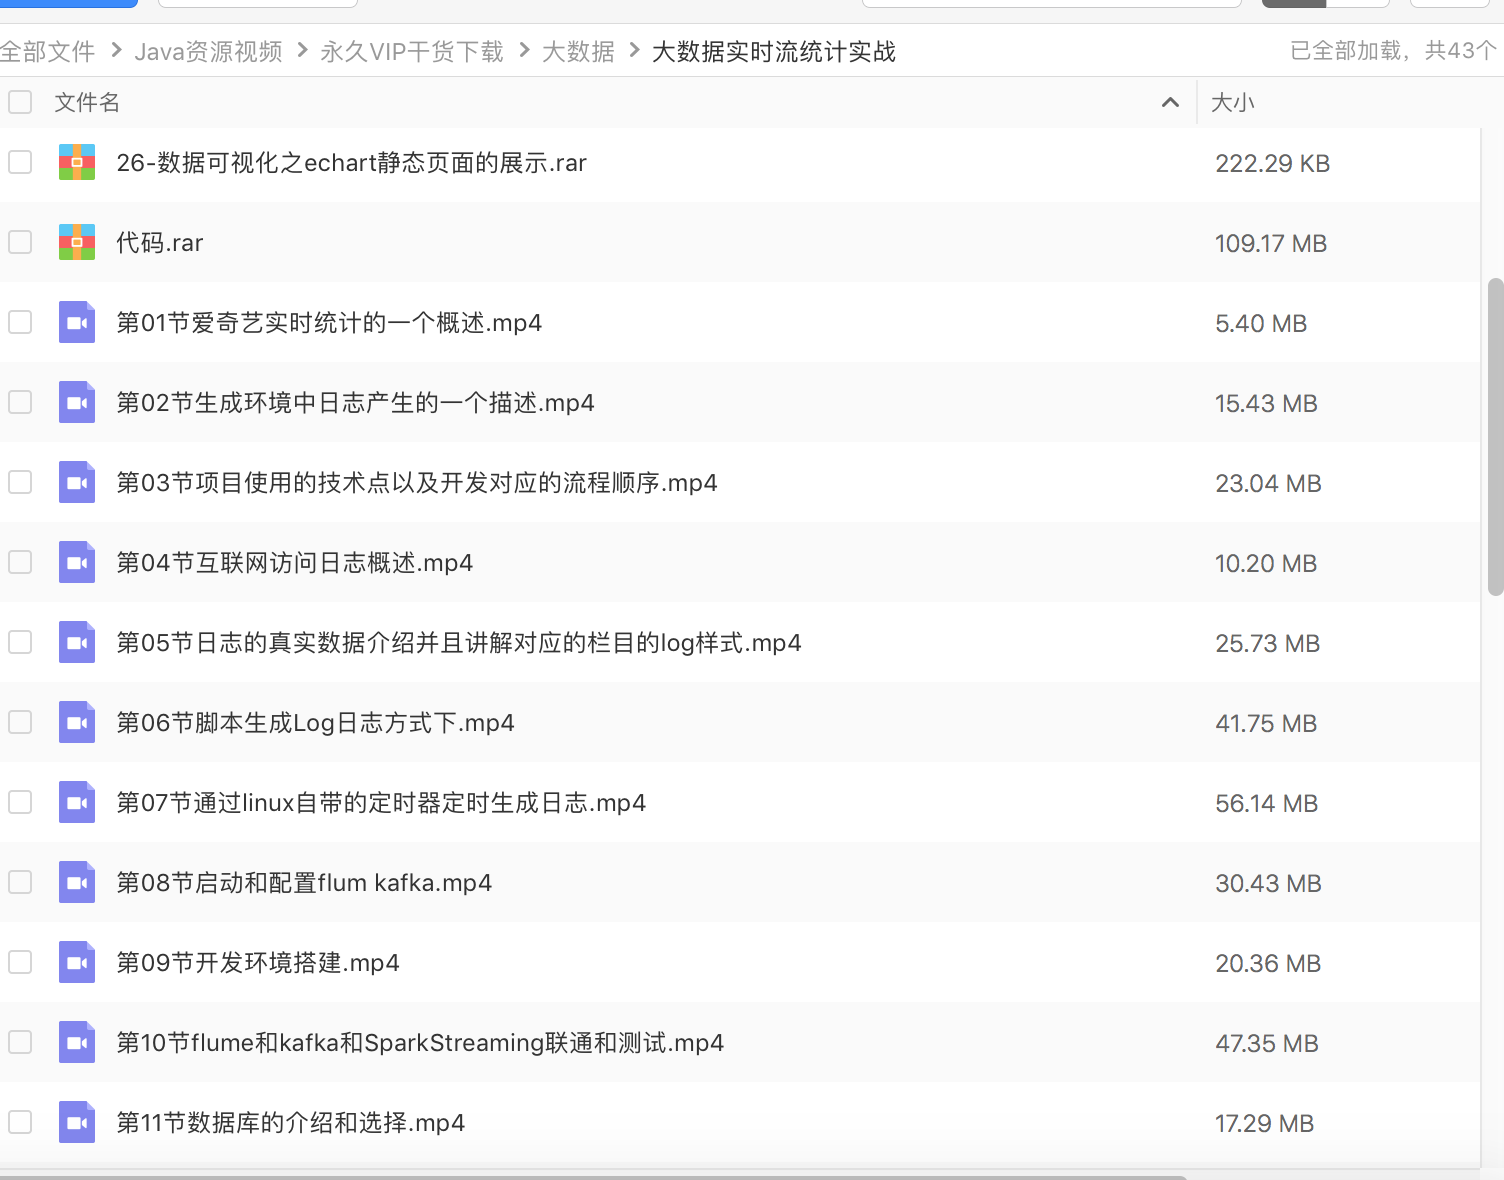 全部文件 > Java资源视频 > 永久VIP干货下载 > 大数据 > 大数据实时流统计实战 已全部加载，共43个
文件名 大小
26-数据可视化之echart静态页面的展示.rar 222.29 KB
代码.rar 109.17 MB
第01节爱奇艺实时统计的一个概述.mp4 5.40 MB
第02节生成环境中日志产生的一个描述.mp4 15.43 MB
第03节项目使用的技术点以及开发对应的流程顺序.mp4 23.04 MB
第04节互联网访问日志概述.mp4 10.20 MB
第05节日志的真实数据介绍并且讲解对应的栏目的log样式.mp4 25.73 MB
第06节脚本生成Log日志方式下.mp4 41.75 MB
第07节通过linux自带的定时器定时生成日志.mp4 56.14 MB
第08节启动和配置flum kafka.mp4 30.43 MB
第09节开发环境搭建.mp4 20.36 MB
第10节flume和kafka和SparkStreaming联通和测试.mp4 47.35 MB
第11节数据库的介绍和选择.mp4 17.29 MB